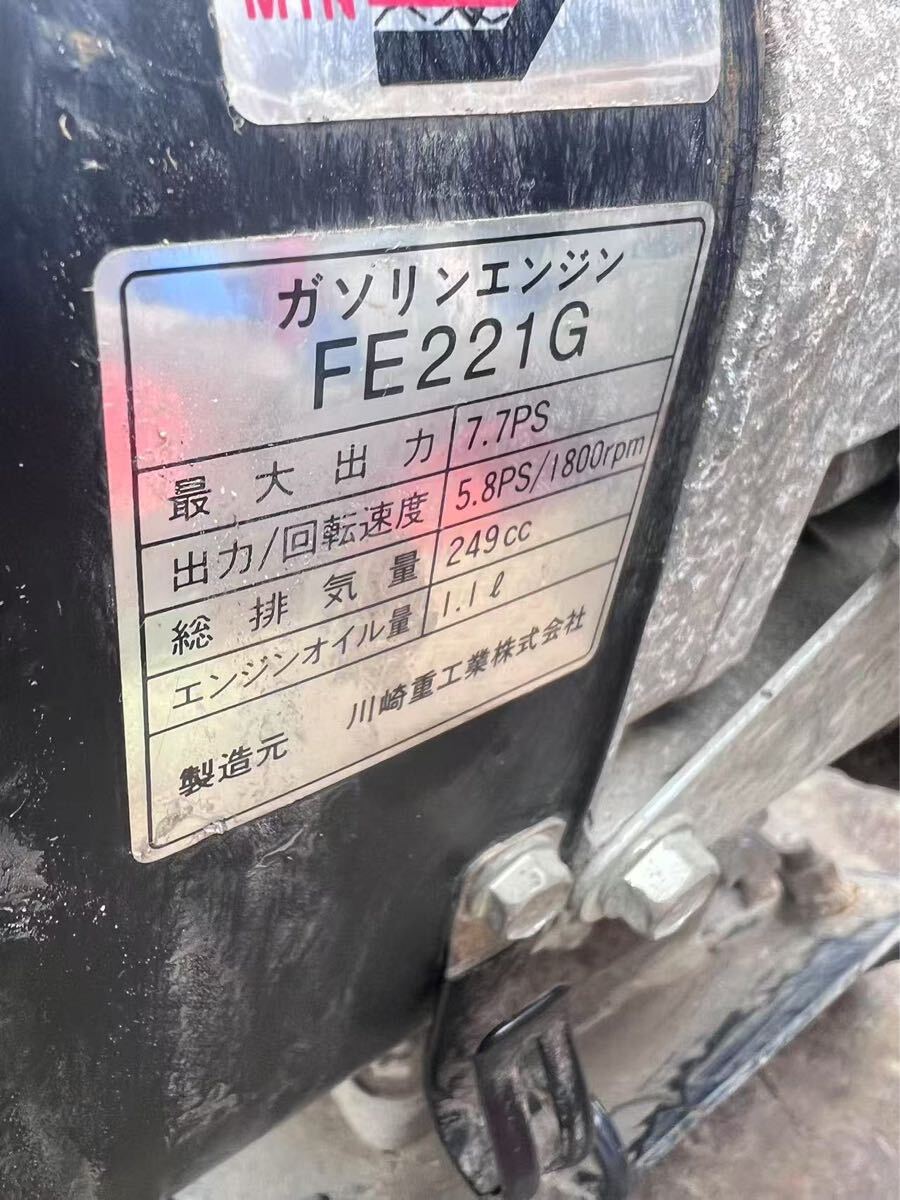 MIN
ガソリンエンジン
FE221G
最大出力 7.7PS
出力/回転速度 5.8PS/1800rpm
総排気量 249cc
エンジンオイル量 1.1ℓ
製造元 川崎重工業株式会社